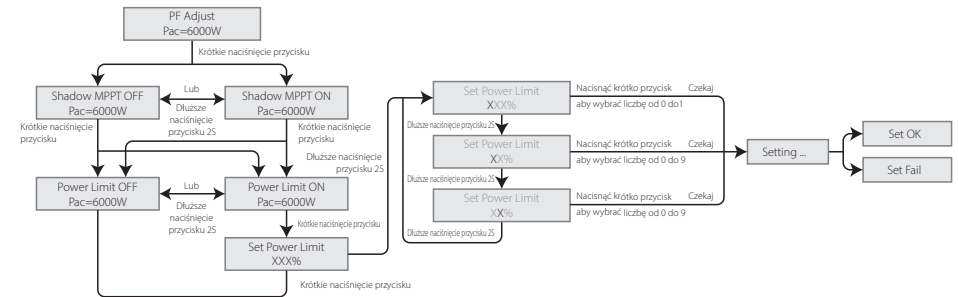 PF Adjust
Pac=6000W
Krótkie naciśnięcie przycisku
Shadow MPPT OFF
Pac=6000W
Lub
Dłuższe
naciśnięcie
przycisku 2S
Shadow MPPT ON
Pac=6000W
Krótkie naciśnięcie
przycisku
Krótkie naciśnięcie
przycisku
Dłuższe naciśnięcie
przycisku 2S
Power Limit OFF
Pac=6000W
Lub
Dłuższe
naciśnięcie
przycisku 2S
Power Limit ON
Pac=6000W
Krótkie naciśnięcie przycisku
Set Power Limit
XXX%
Krótkie naciśnięcie przycisku
Set Power Limit
XXX%
Nacisnąć krótko przycisk Czekaj
aby wybrać liczbę od 0 do1
Dłuższe naciśnięcie przycisku 2S
Set Power Limit
XX%
Nacisnąć krótko przycisk Czekaj
aby wybrać liczbę od 0 do 9
Dłuższe naciśnięcie przycisku 2S
Set Power Limit
XX%
Nacisnąć krótko przycisk Czekaj
aby wybrać liczbę od 0 do 9
Dłuższe naciśnięcie przycisku 2S
Setting ...
Set OK
Set Fail